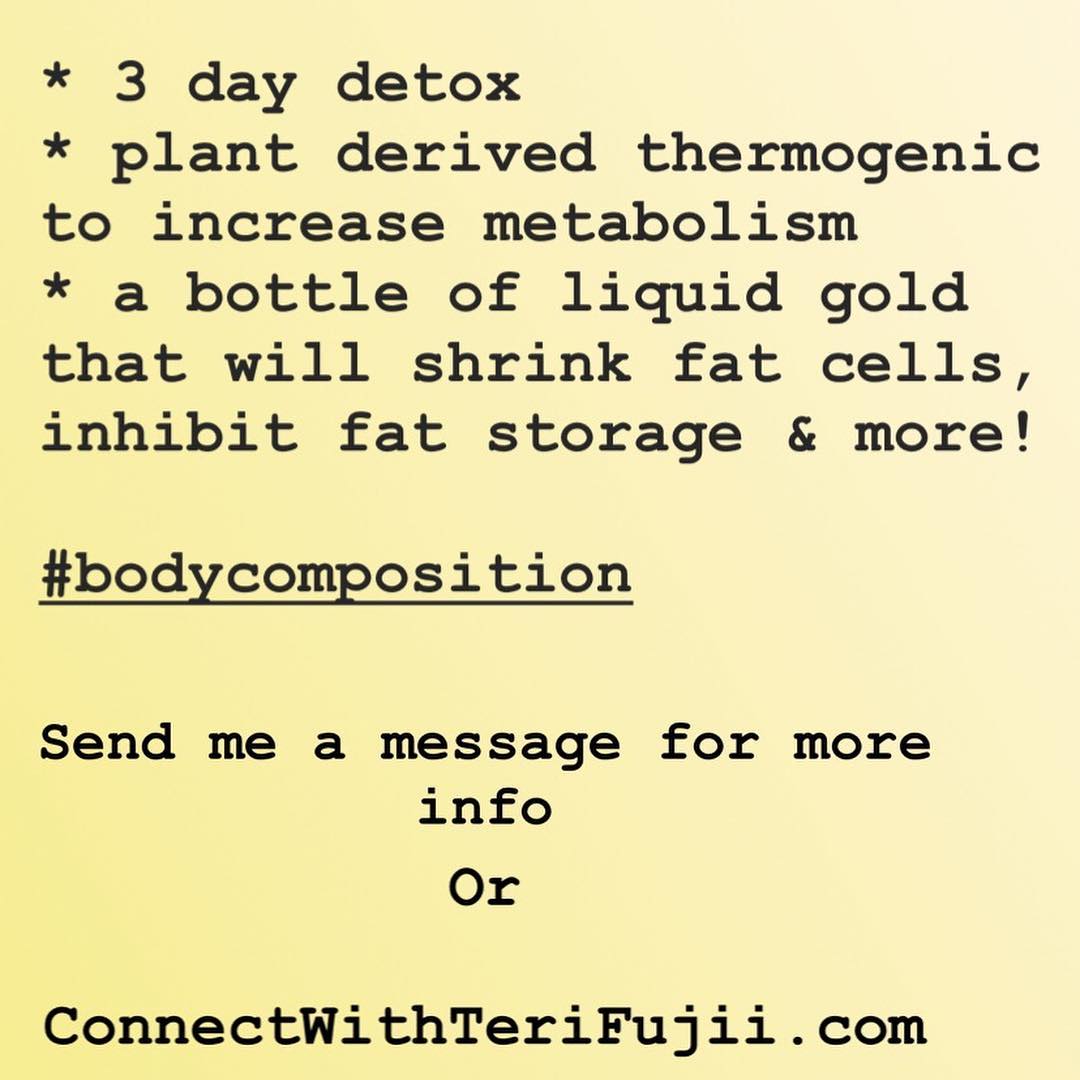 * 3 day detox
* plant derived thermogenic
to increase metabolism
* a bottle of liquid gold
that will shrink fat cells,
inhibit fat storage & more!
#bodycomposition
Send me a message for more
info
Or
ConnectWithTeriFujii.com